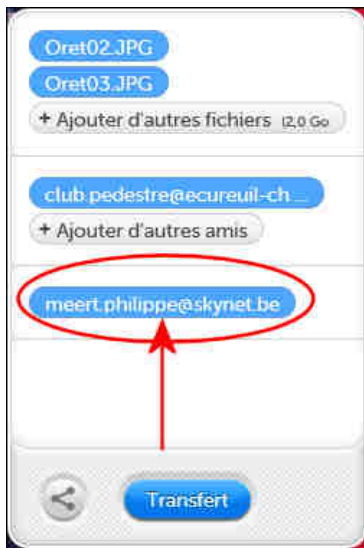 Oret02.JPG
Oret03.JPG
+ Ajouter d'autres fichiers (2,0 Go
club.pedestre@ecureuil-ch ...
+ Ajouter d'autres amis
meert.philippe@skynet.be
Transfert